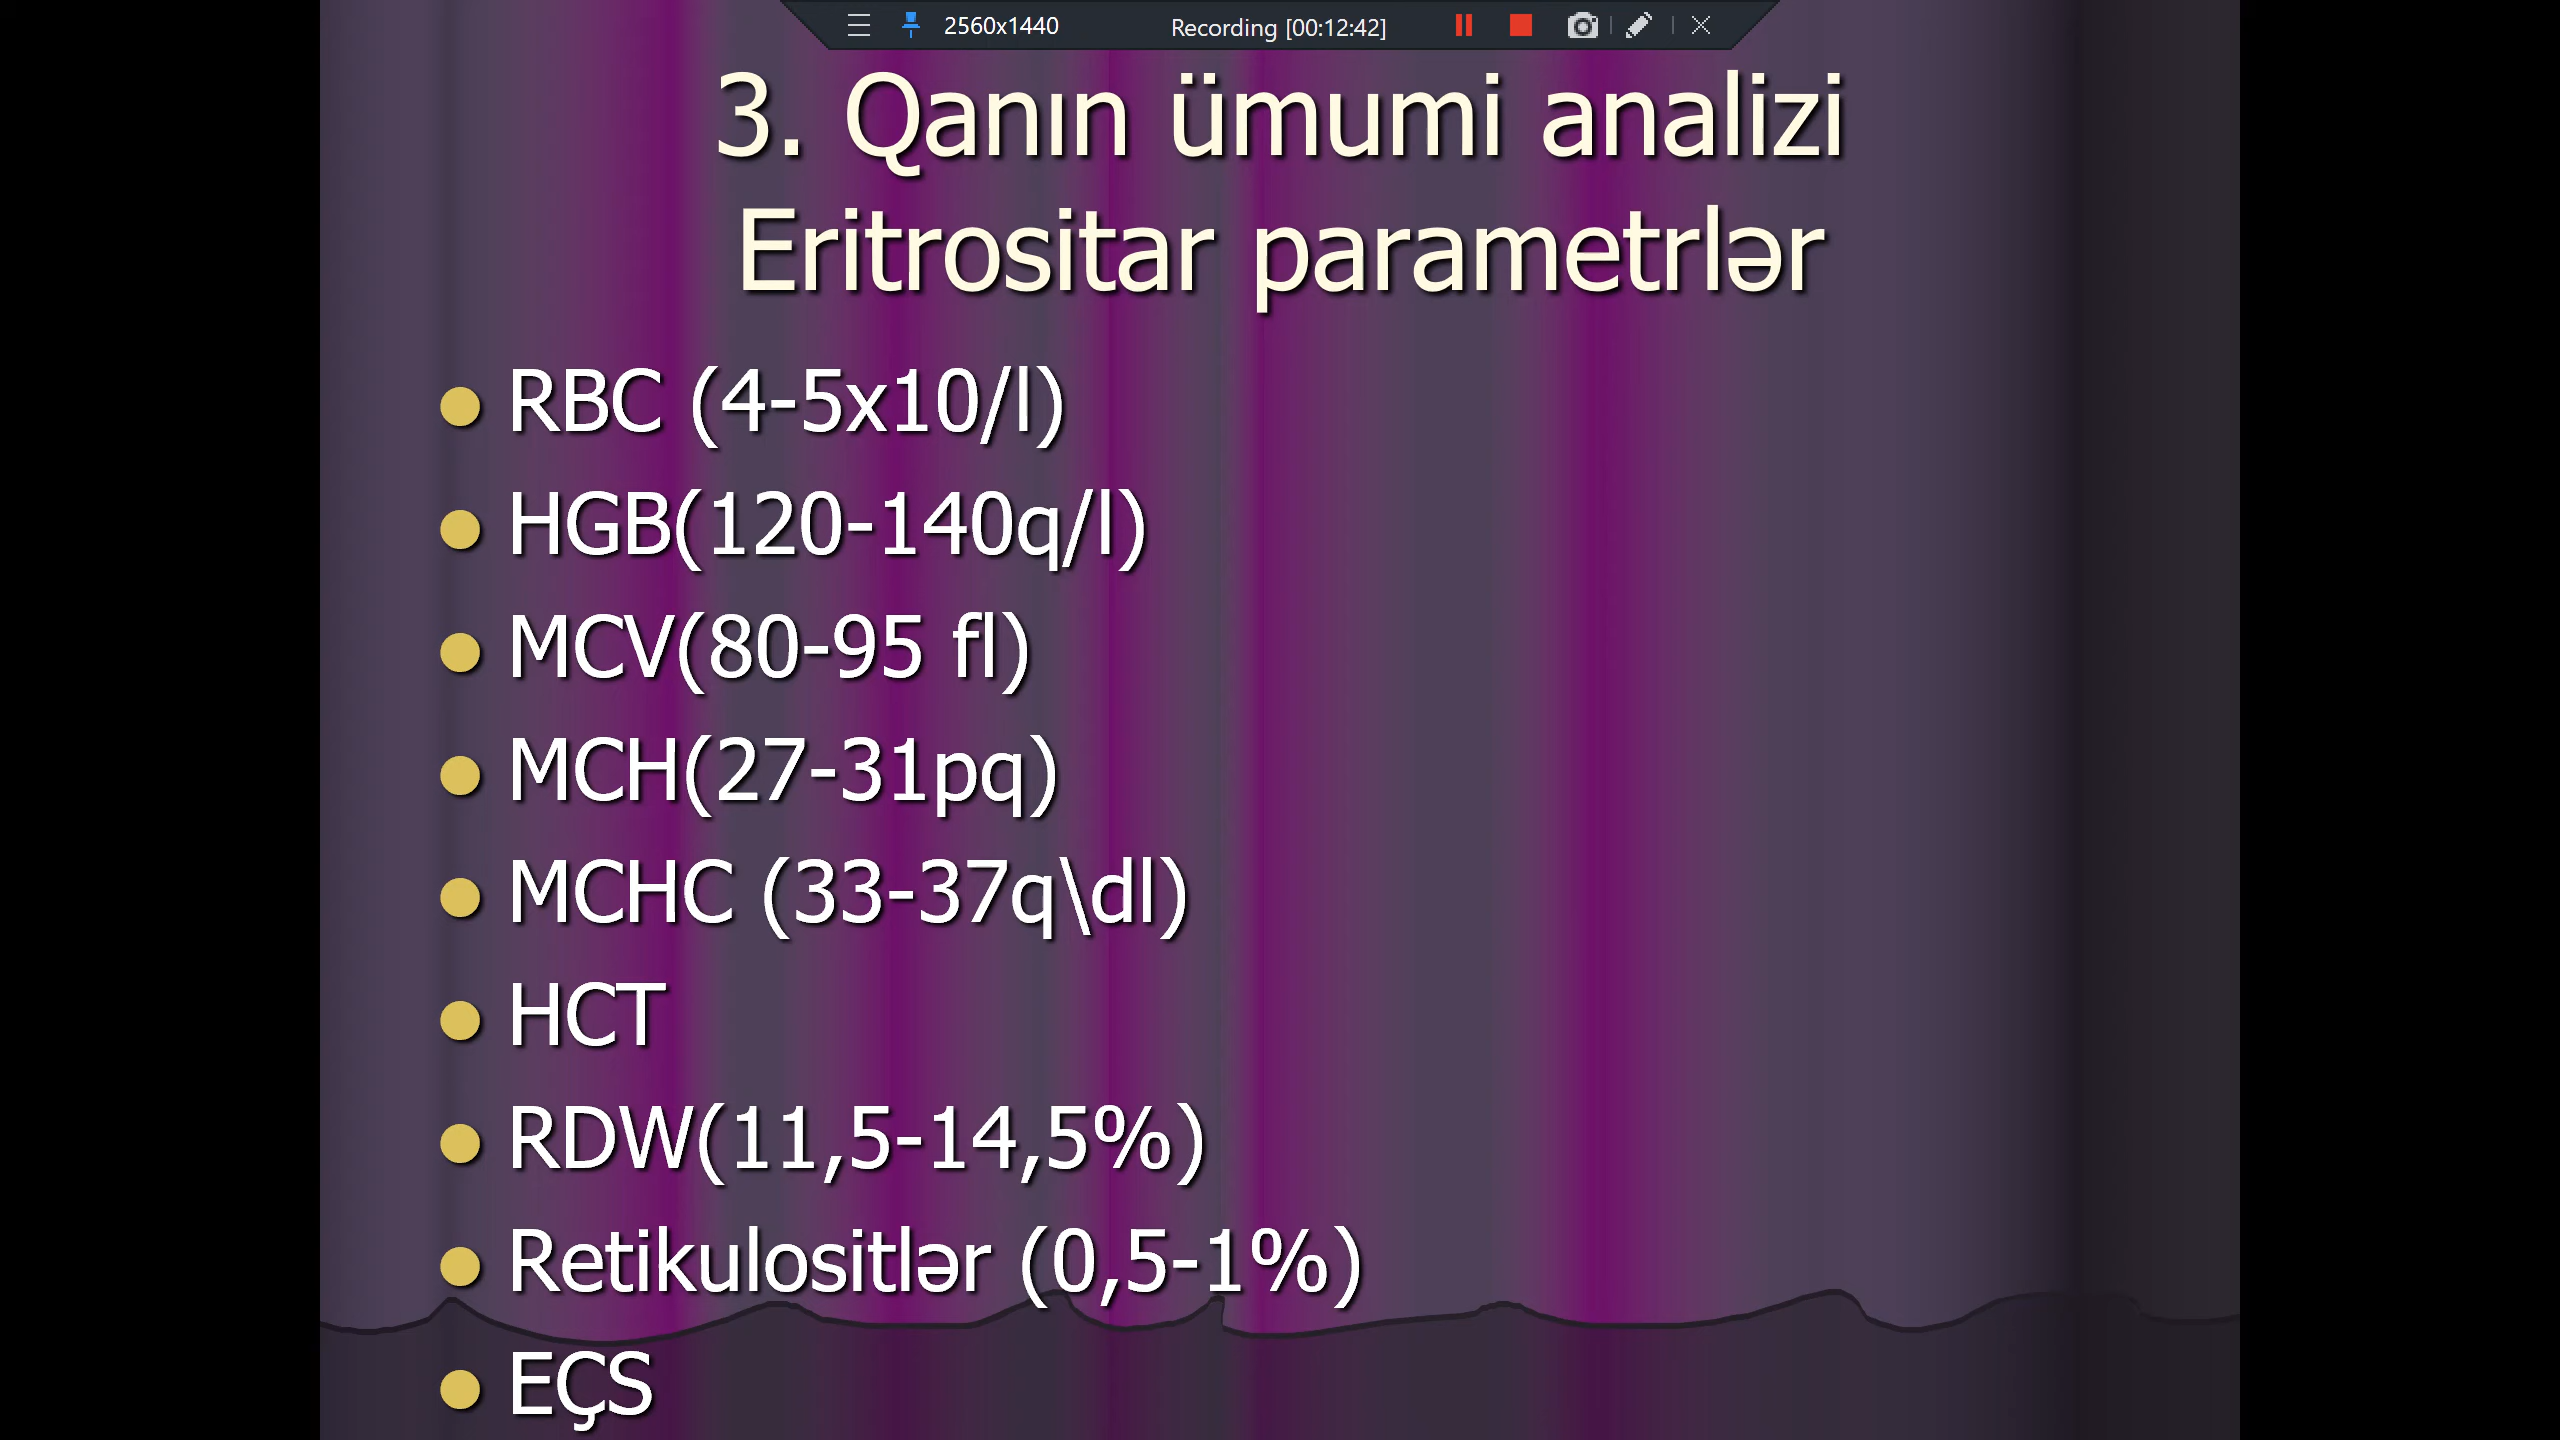 2560x1440 Recording [00:12:42]
3. Qanın ümumi analizi
Eritrositar parametrlər
RBC (4-5x10/l)
HGB(120-140q/l)
MCV(80-95 fl)
MCH(27-31pq)
MCHC (33-37q\dl)
HCT
RDW(11,5-14,5%)
Retikulositlər (0,5-1%)
EÇS